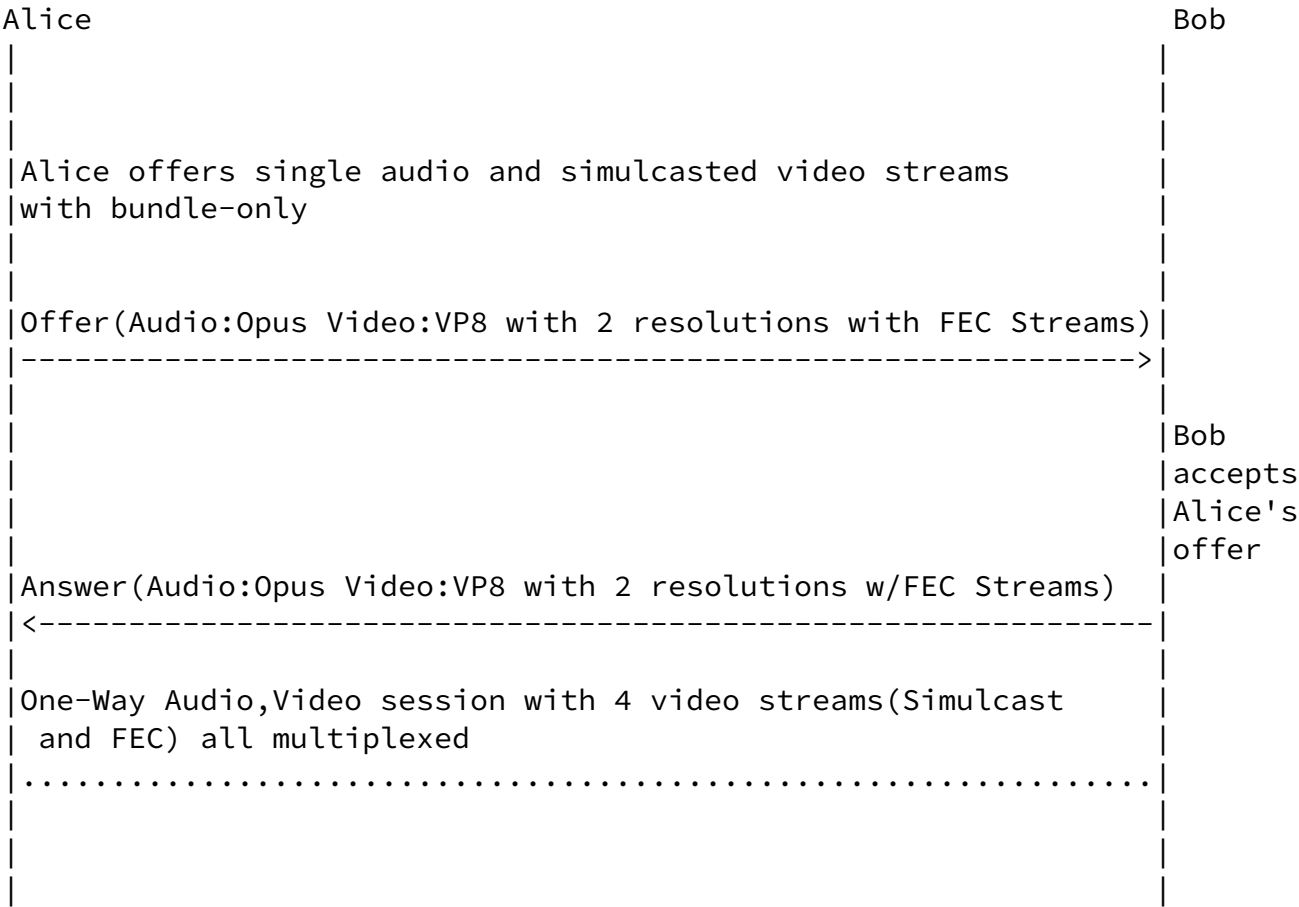 Alice Bob
Alice offers single audio and simulcasted video streams
with bundle-only
Offer(Audio:Opus Video:VP8 with 2 resolutions with FEC Streams)
Bob
accepts
Alice's
offer
Answer(Audio:Opus Video:VP8 with 2 resolutions w/FEC Streams)
One-Way Audio,Video session with 4 video streams(Simulcast
and FEC) all multiplexed